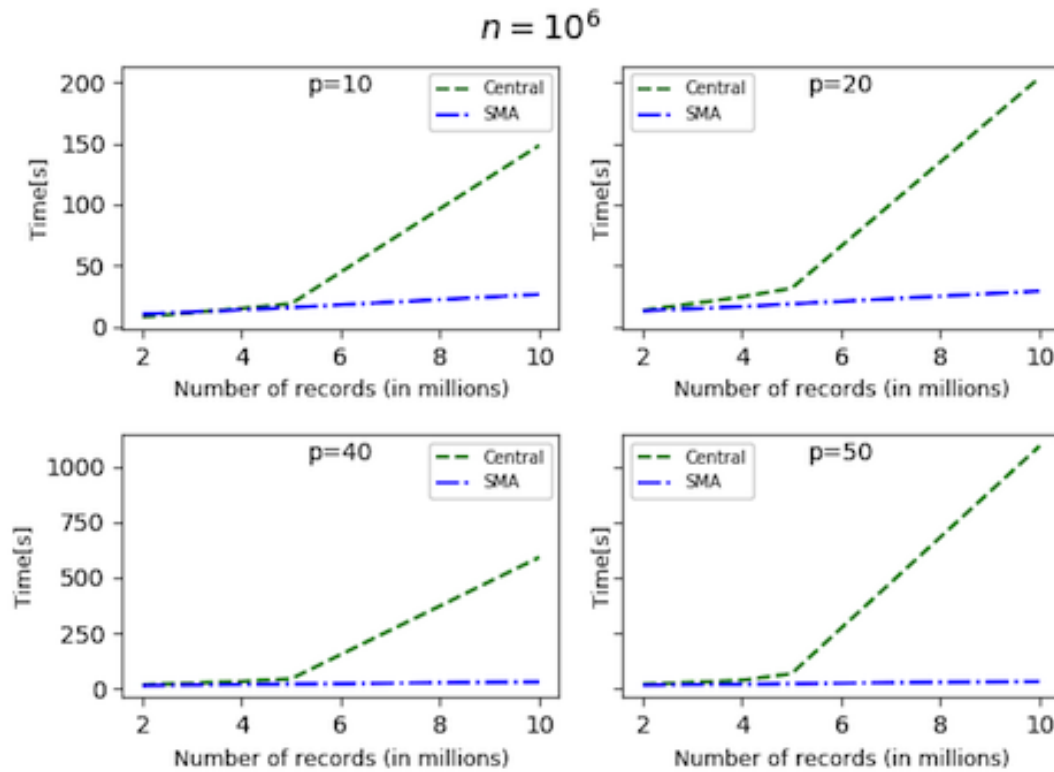 n = 10⁶
p=10
Central
SMA
200
150
100
50
0
Time[s]
2 4 6 8 10
Number of records (in millions)
p=20
Central
SMA
Time[s]
2 4 6 8 10
Number of records (in millions)
p=40
Central
SMA
1000
750
500
250
0
Time[s]
2 4 6 8 10
Number of records (in millions)
p=50
Central
SMA
Time[s]
2 4 6 8 10
Number of records (in millions)